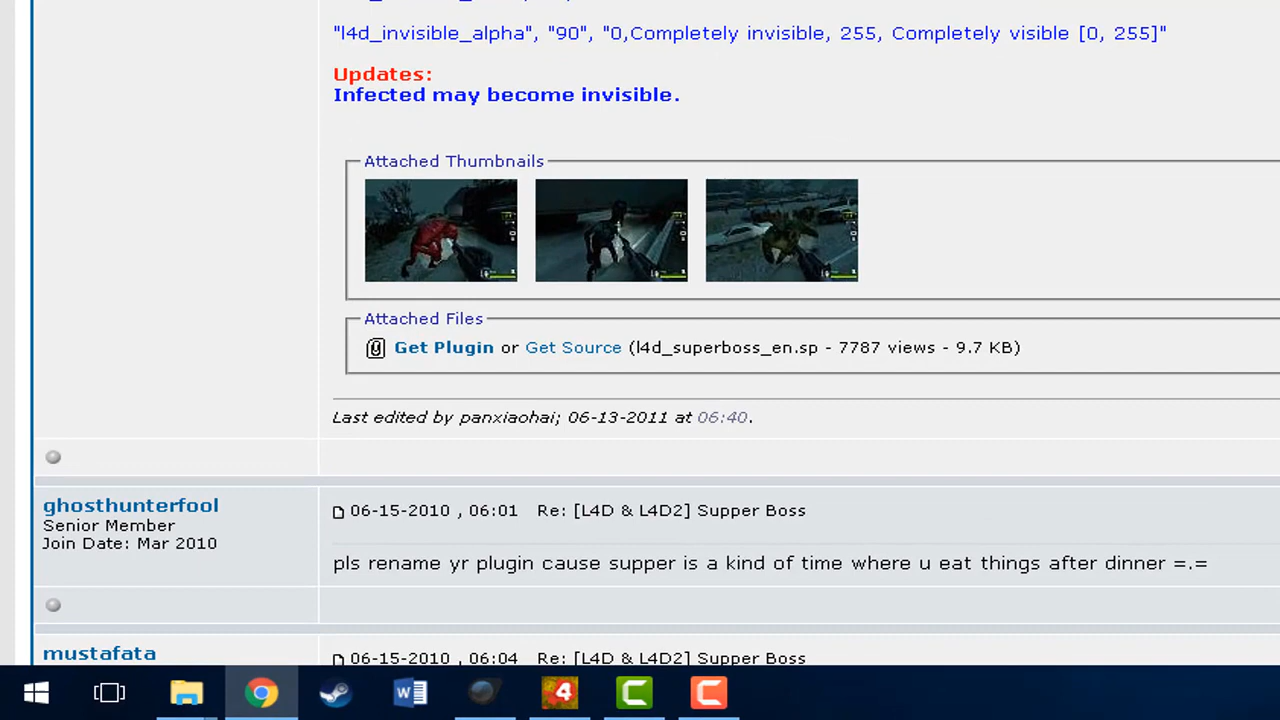 "l4d_invisible_alpha", "90", "0,Completely invisible, 255, Completely visible [0, 255]"
Updates:
Infected may become invisible.
Attached Thumbnails
Attached Files
Get Plugin or Get Source (l4d_superboss_en.sp - 7787 views - 9.7 KB)
Last edited by panxiaohai; 06-13-2011 at 06:40.
ghosthunterfool
Senior Member
Join Date: Mar 2010
06-15-2010 , 06:01 Re: [L4D & L4D2] Supper Boss
pls rename yr plugin cause supper is a kind of time where u eat things after dinner =.=
mustafata
06-15-2010 , 06:04 Re: [L4D & L4D2] Supper Boss